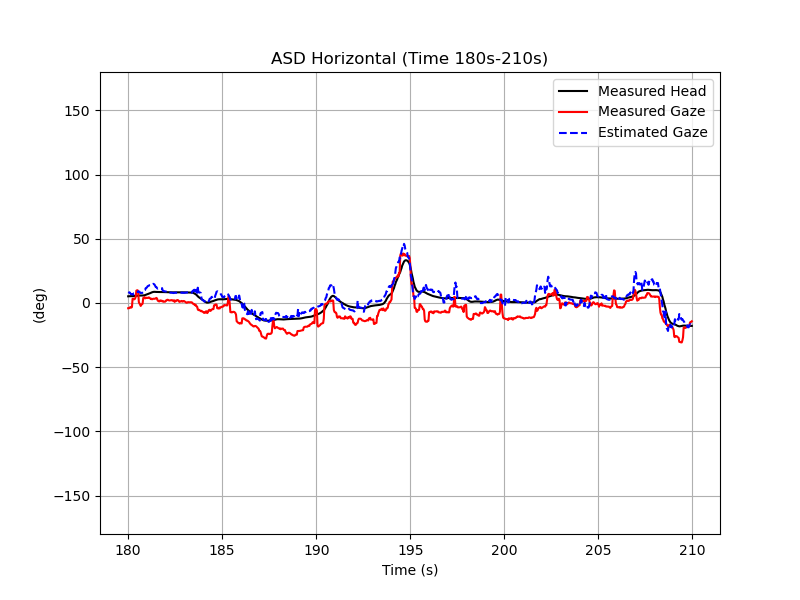 ASD Horizontal (Time 180s-210s)
Measured Head
Measured Gaze
Estimated Gaze
150
100
50
0
−50
−100
−150
(deg)
180 185 190 195 200 205 210
Time (s)